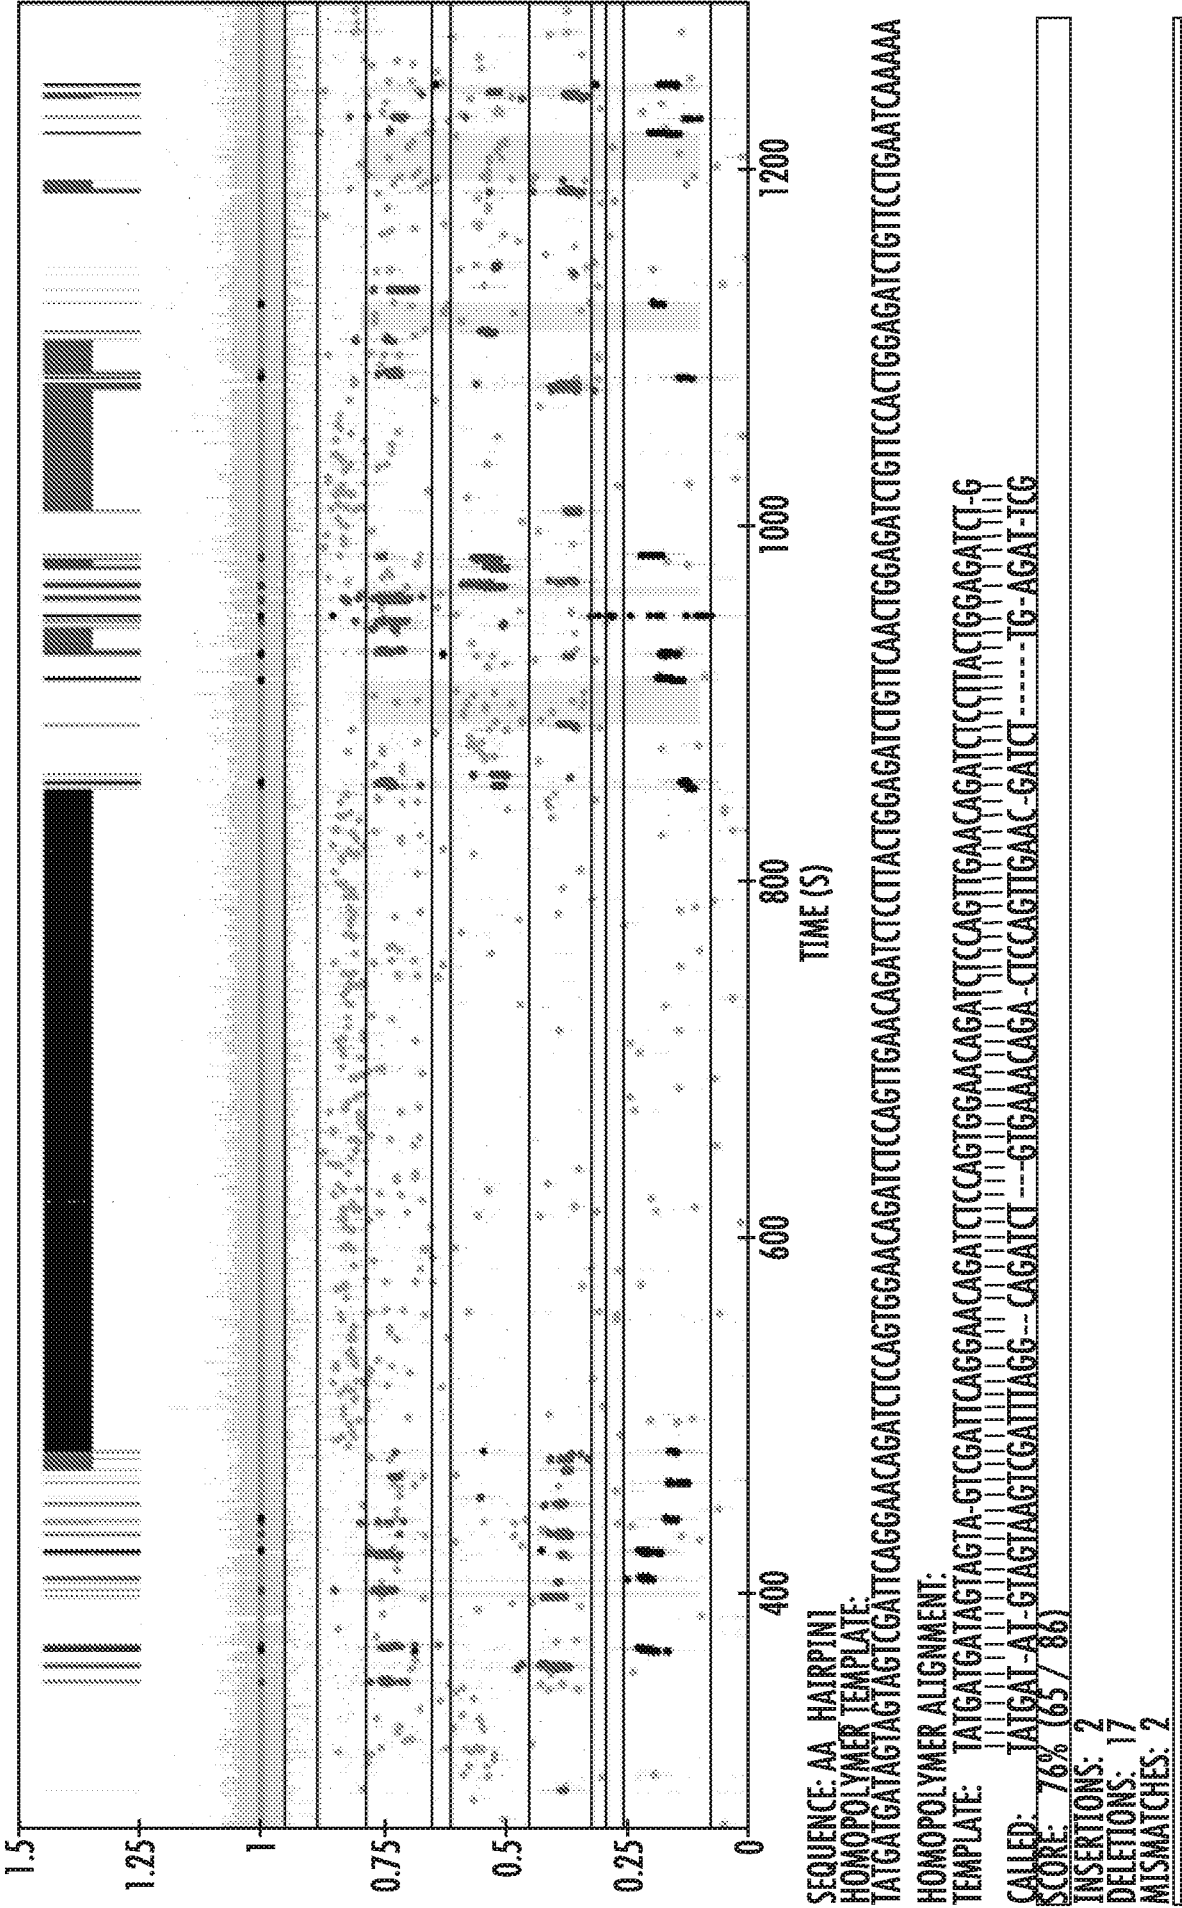 1.5
1.25
1
0.75
0.5
0.25
0
400
600
800
1000
1200
TIME (S)
SEQUENCE: AA_HAIRPIN1
HOMOPOLYMER TEMPLATE:
TATGATGATAGTAGTAGTCGATTCAGGAACAGATCTCCAGTGGAACAGATCTCCAGTTGAACAGATCTCCTTACTGGAGATCTGTTCAACTGGAGATCTGTTCCACTGGAGATCTGTTCCTGAATCAAAAA
HOMOPOLYMER ALIGNMENT:
TEMPLATE: TATGATGATAGTAGTA-GTCGATTCAGGAACAGATCTCCAGTGGAACAGATCTCCAGTTGAACAGATCTCCTTACTGGAGATCT-G
CALLED: TATGAT-AT-GTAGTAAGTCGATTTAGG--CAGATCT---GTGAAACAGA-CTCCAGTTGAAC-GATCT------TG-AGAT-TCG
SCORE: 76% (65 / 86)
INSERTIONS: 2
DELETIONS: 17
MISMATCHES: 2